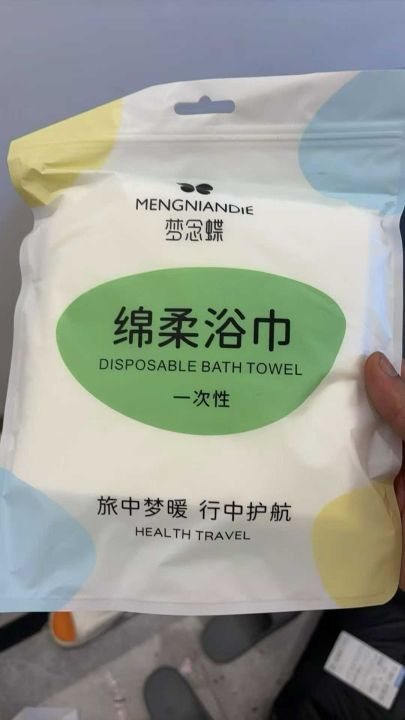 MENGNIANDIE
梦念蝶
绵柔浴巾
DISPOSABLE BATH TOWEL
一次性
旅中梦暖 行中护航
HEALTH TRAVEL